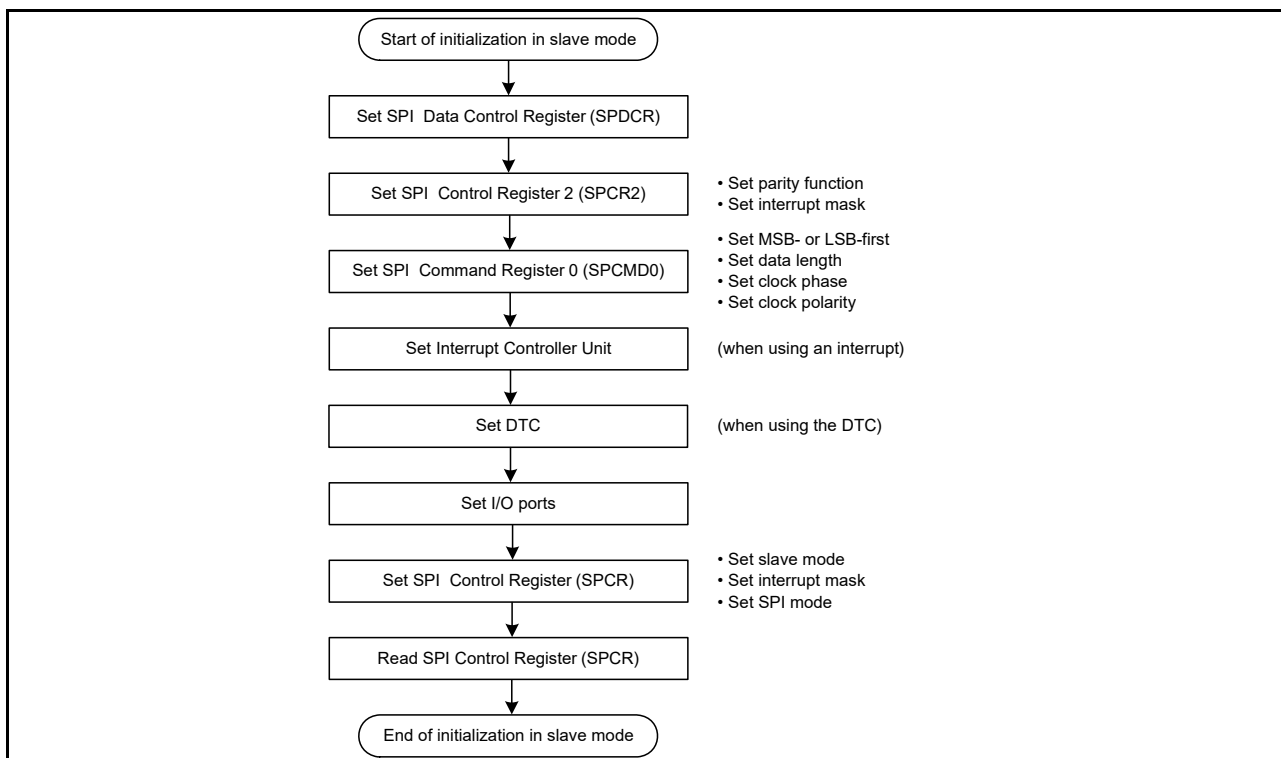 Start of initialization in slave mode
Set SPI Data Control Register (SPDCR)
Set SPI Control Register 2 (SPCR2)
• Set parity function
• Set interrupt mask
Set SPI Command Register 0 (SPCMD0)
• Set MSB- or LSB-first
• Set data length
• Set clock phase
• Set clock polarity
Set Interrupt Controller Unit
(when using an interrupt)
Set DTC
(when using the DTC)
Set I/O ports
Set SPI Control Register (SPCR)
• Set slave mode
• Set interrupt mask
• Set SPI mode
Read SPI Control Register (SPCR)
End of initialization in slave mode